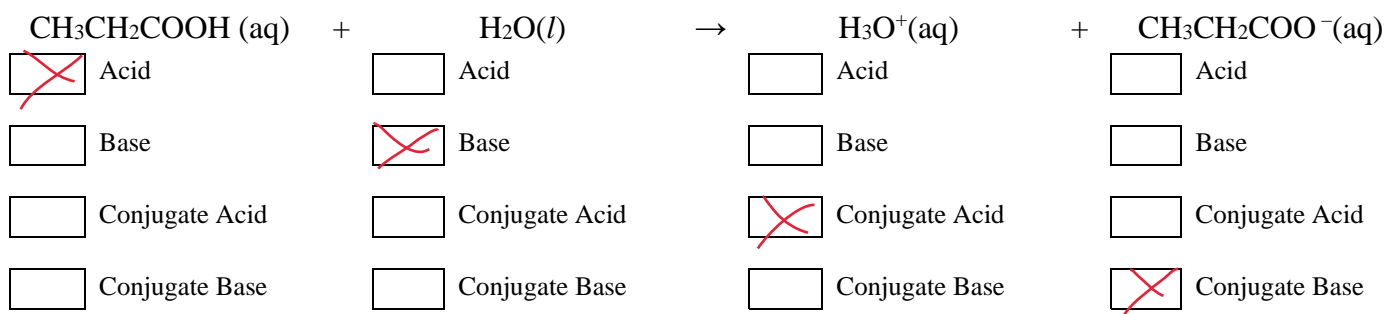 CH3CH2COOH (aq) + H2O(l) → H3O+(aq) + CH3CH2COO –(aq)
Acid Acid Acid Acid
Base Base Base Base
Conjugate Acid Conjugate Acid Conjugate Acid Conjugate Acid
Conjugate Base Conjugate Base Conjugate Base Conjugate Base